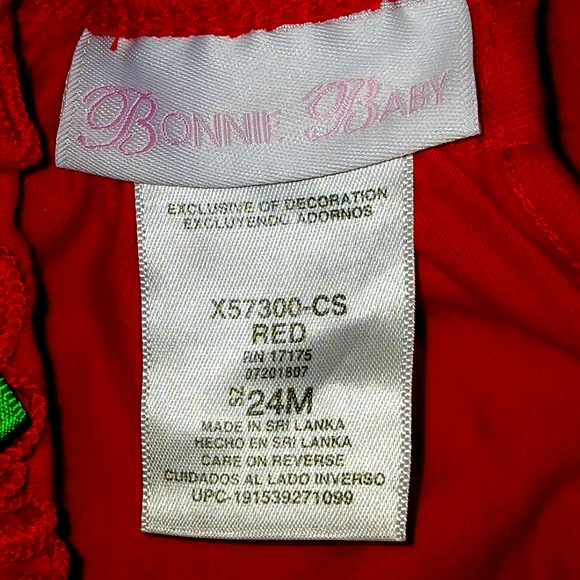 BONNIE BABY
EXCLUSIVE OF DECORATION
EXCLUYENDO ADORNOS
X57300-CS
RED
RN 17175
07201807
SZ 24M
MADE IN SRI LANKA
HECHO EN SRI LANKA
CARE ON REVERSE
CUIDADOS AL LADO INVERSO
UPC-191539271099